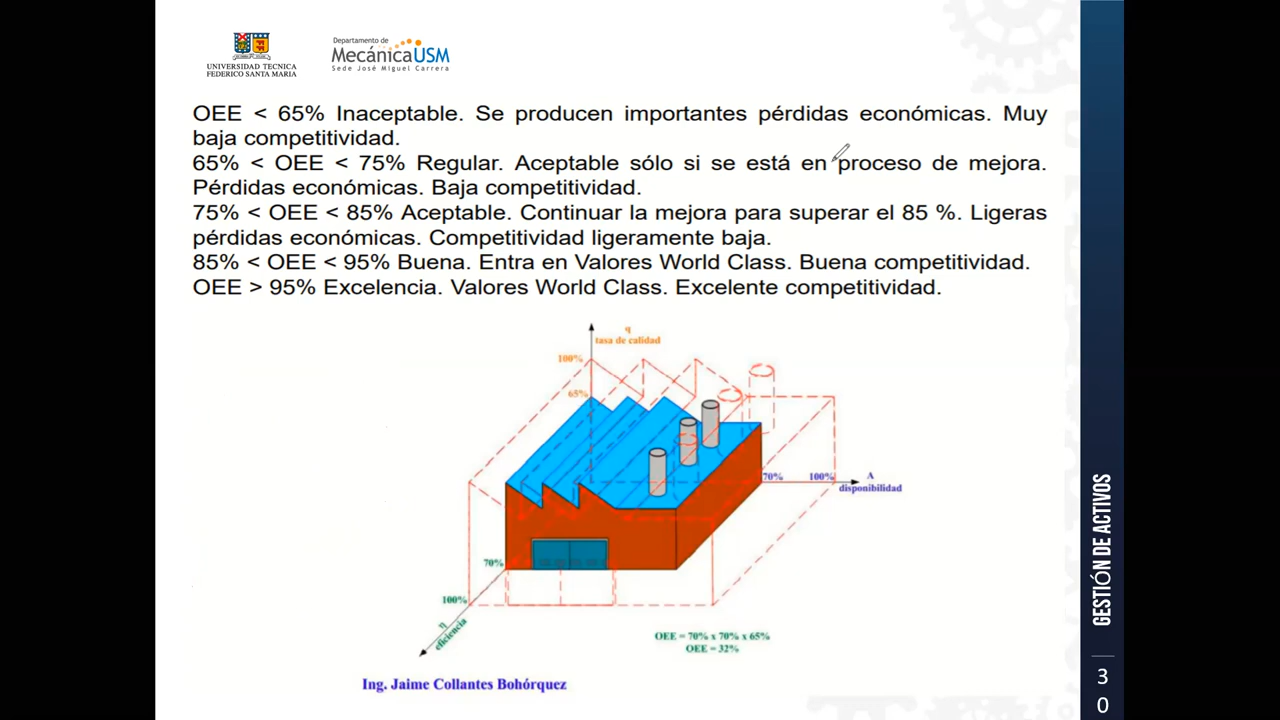 UNIVERSIDAD TECNICA
FEDERICO SANTA MARIA
Departamento de
MecánicaUSM
Sede José Miguel Carrera
OEE < 65% Inaceptable. Se producen importantes pérdidas económicas. Muy
baja competitividad.
65% < OEE < 75% Regular. Aceptable sólo si se está en proceso de mejora.
Pérdidas económicas. Baja competitividad.
75% < OEE < 85% Aceptable. Continuar la mejora para superar el 85 %. Ligeras
pérdidas económicas. Competitividad ligeramente baja.
85% < OEE < 95% Buena. Entra en Valores World Class. Buena competitividad.
OEE > 95% Excelencia. Valores World Class. Excelente competitividad.
q
tasa de calidad
100%
65%
70% 100% A
disponibilidad
70%
100%
η
eficiencia
OEE = 70% x 70% x 65%
OEE = 32%
Ing. Jaime Collantes Bohórquez
GESTIÓN DE ACTIVOS
3
0